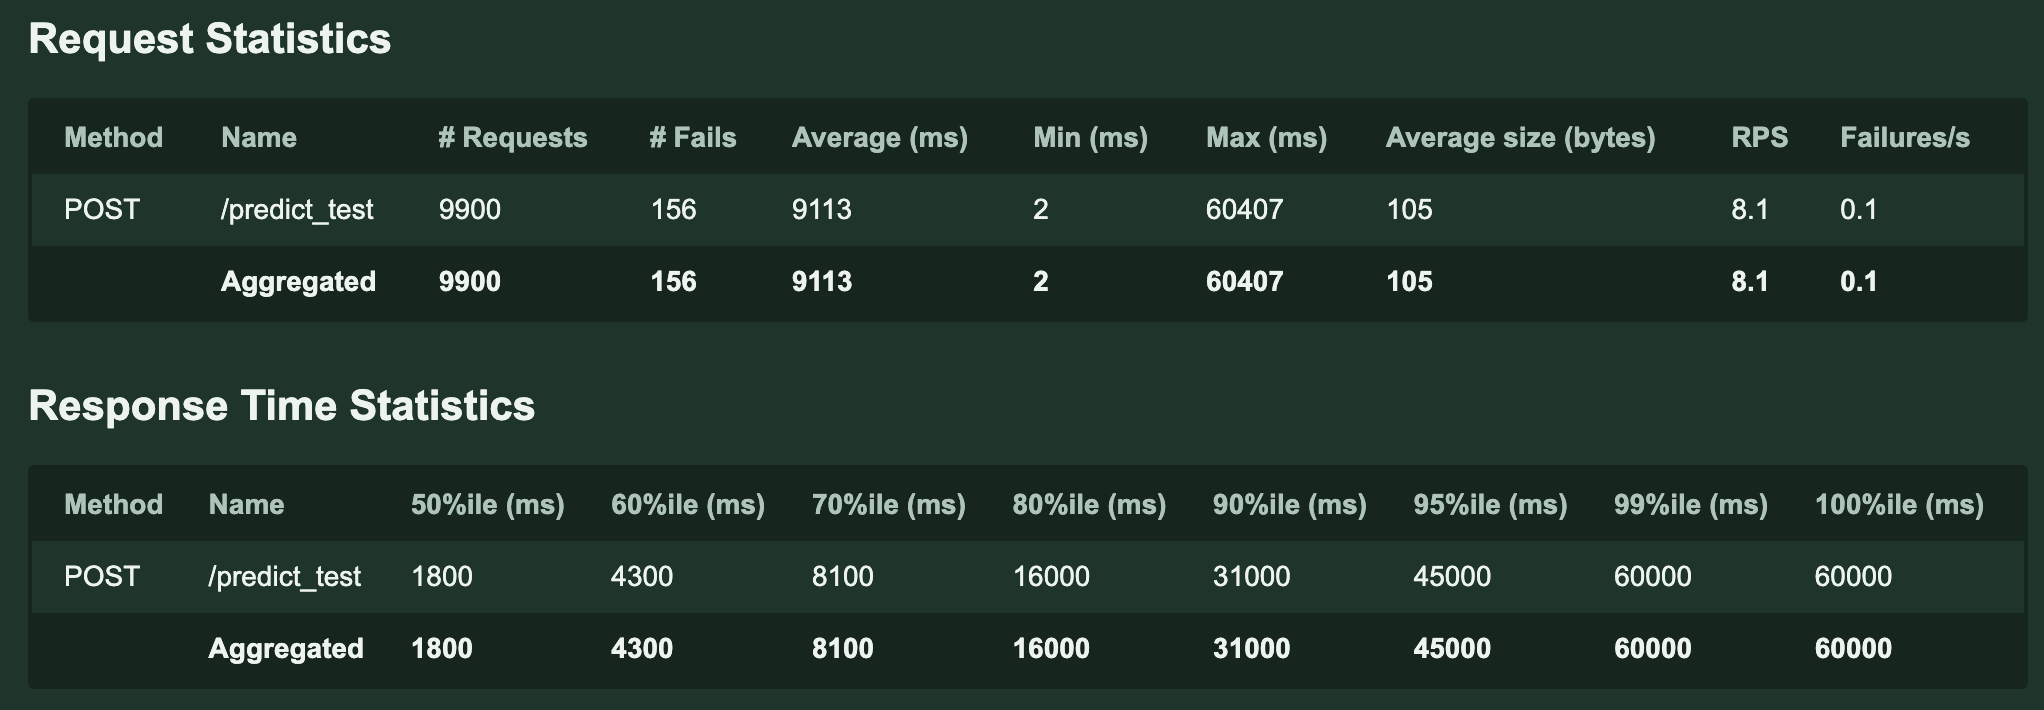 Request Statistics
Method Name # Requests # Fails Average (ms) Min (ms) Max (ms) Average size (bytes) RPS Failures/s
POST /predict_test 9900 156 9113 2 60407 105 8.1 0.1
Aggregated 9900 156 9113 2 60407 105 8.1 0.1
Response Time Statistics
Method Name 50%ile (ms) 60%ile (ms) 70%ile (ms) 80%ile (ms) 90%ile (ms) 95%ile (ms) 99%ile (ms) 100%ile (ms)
POST /predict_test 1800 4300 8100 16000 31000 45000 60000 60000
Aggregated 1800 4300 8100 16000 31000 45000 60000 60000